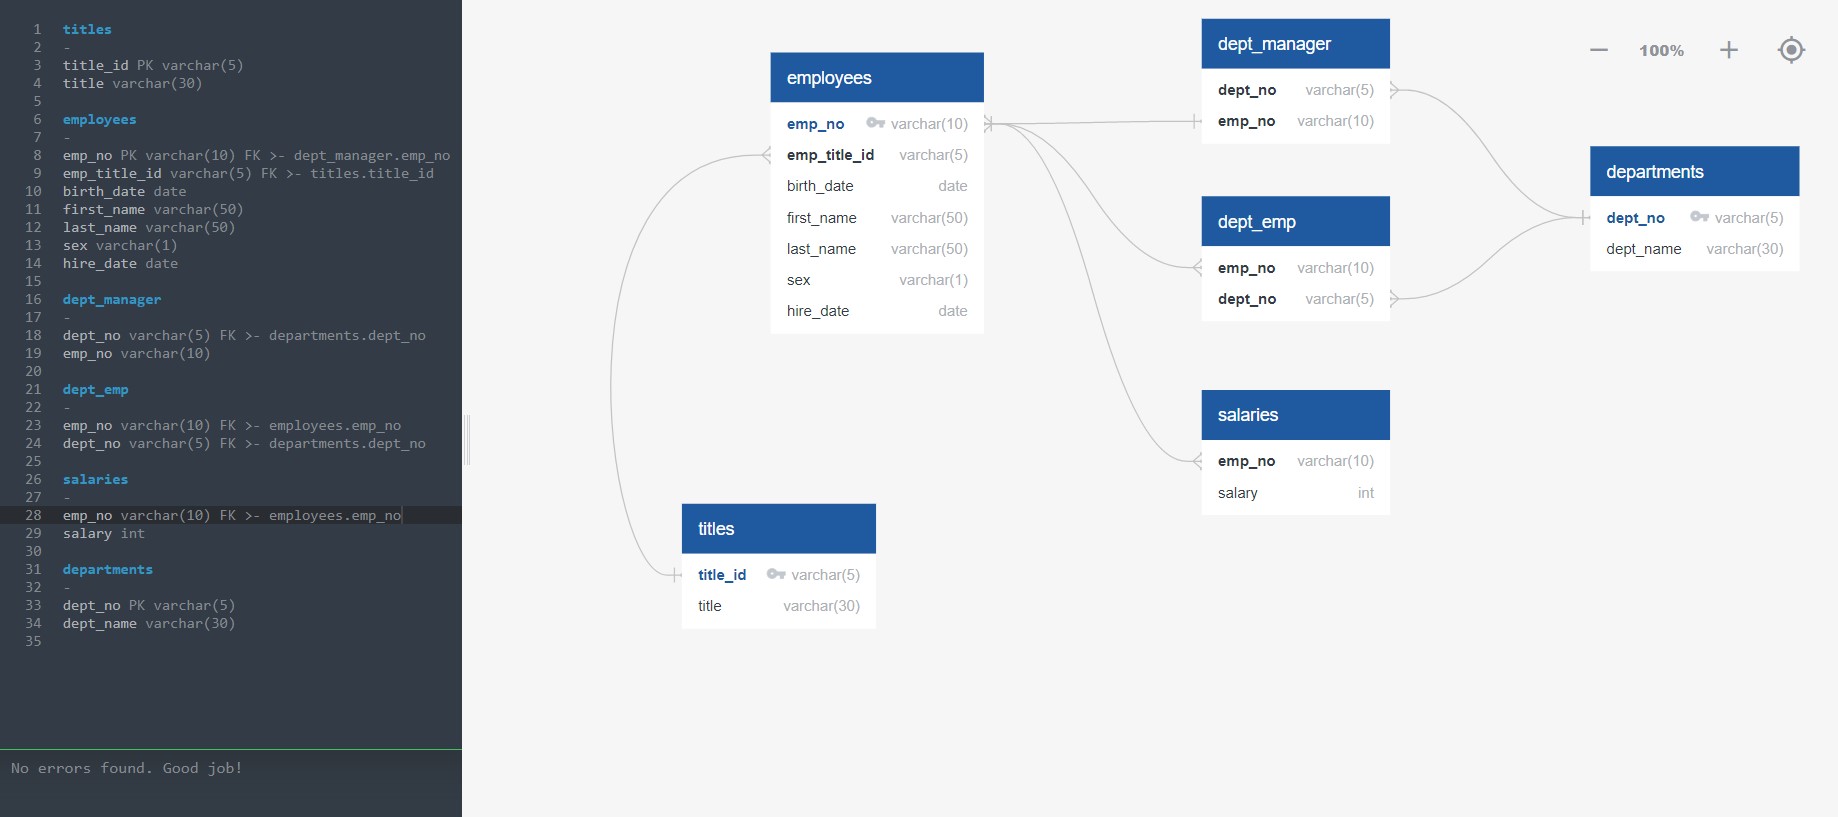 1 titles
2 -
3 title_id PK varchar(5)
4 title varchar(30)
5
6 employees
7 -
8 emp_no PK varchar(10) FK >- dept_manager.emp_no
9 emp_title_id varchar(5) FK >- titles.title_id
10 birth_date date
11 first_name varchar(50)
12 last_name varchar(50)
13 sex varchar(1)
14 hire_date date
15
16 dept_manager
17 -
18 dept_no varchar(5) FK >- departments.dept_no
19 emp_no varchar(10)
20
21 dept_emp
22 -
23 emp_no varchar(10) FK >- employees.emp_no
24 dept_no varchar(5) FK >- departments.dept_no
25
26 salaries
27 -
28 emp_no varchar(10) FK >- employees.emp_no
29 salary int
30
31 departments
32 -
33 dept_no PK varchar(5)
34 dept_name varchar(30)
35
No errors found. Good job!
employees
emp_no varchar(10)
emp_title_id varchar(5)
birth_date date
first_name varchar(50)
last_name varchar(50)
sex varchar(1)
hire_date date
titles
title_id varchar(5)
title varchar(30)
dept_manager
dept_no varchar(5)
emp_no varchar(10)
dept_emp
emp_no varchar(10)
dept_no varchar(5)
salaries
emp_no varchar(10)
salary int
departments
dept_no varchar(5)
dept_name varchar(30)
100%